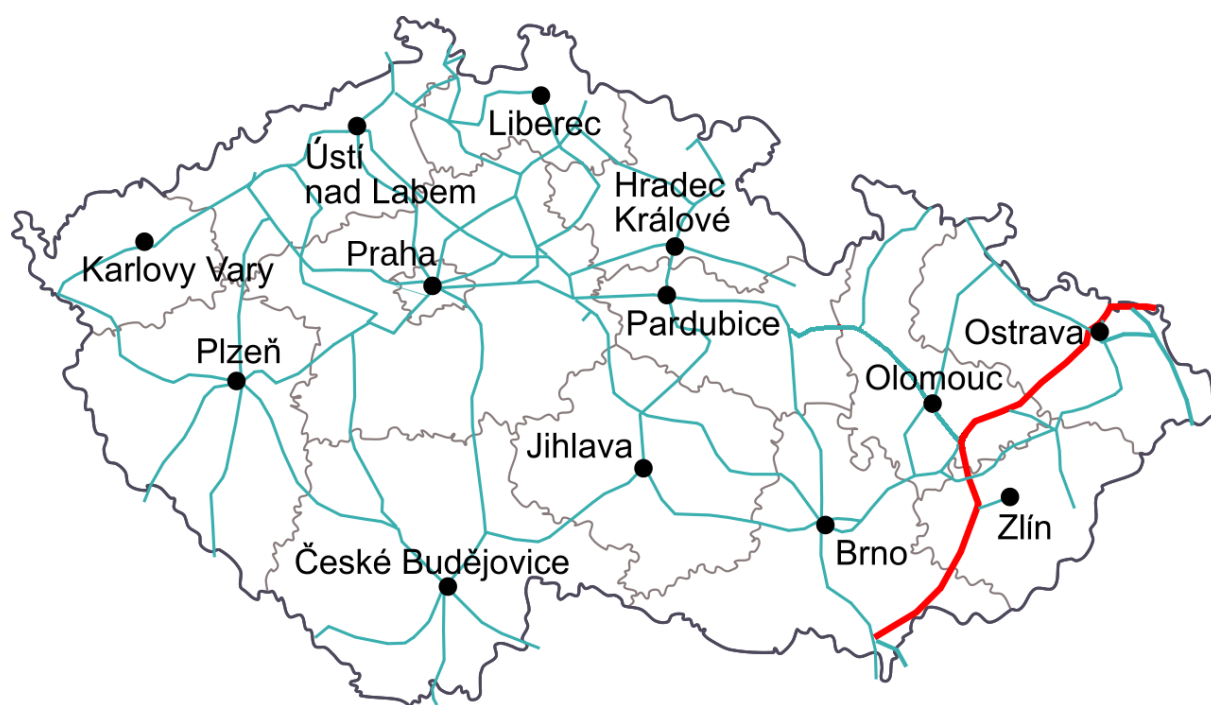 Liberec
Ústí
nad Labem
Hradec
Králové
Karlovy Vary
Praha
Pardubice
Ostrava
Plzeň
Olomouc
Jihlava
Zlín
Brno
České Budějovice